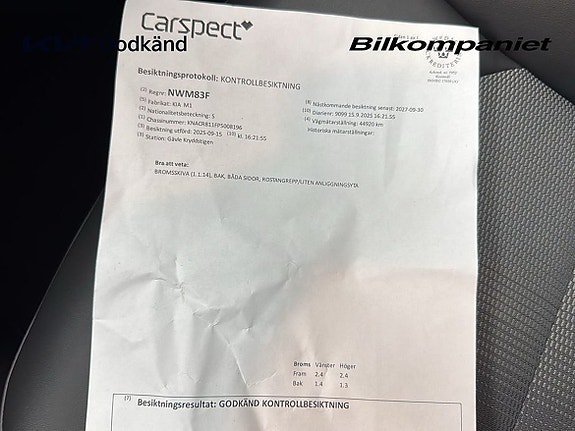 Carspect
godkänd
Bilkompaniet
Besiktningsprotokoll: KONTROLLBESIKTNING
(2) Regnr: NWM83F
(5) Fabrikat: KIA M1
(2) Nationalitetsbeteckning: S
(1) Chassinummer: KNACR811FP5008196
(3) Besiktning utförd: 2025-09-15 (10) kl. 16:21:55
(3) Station: Gävle Kryddstigen
(8) Nästkommande besiktning senast: 2027-09-30
(10) Diarienr: 9099 15.9.2025 16.21.55
(4) Vägmätarställning: 44920 km
Historiska mätarställningar:
Bra att veta:
BROMSSKIVA (1.1.14), BAK, BÅDA SIDOR, ROSTANGREPP/LITEN ANLIGGNINGSYTA
Broms Vänster Höger
Fram 2.4 2.4
Bak 1.4 1.3
(7) Besiktningsresultat: GODKÄND KONTROLLBESIKTNING